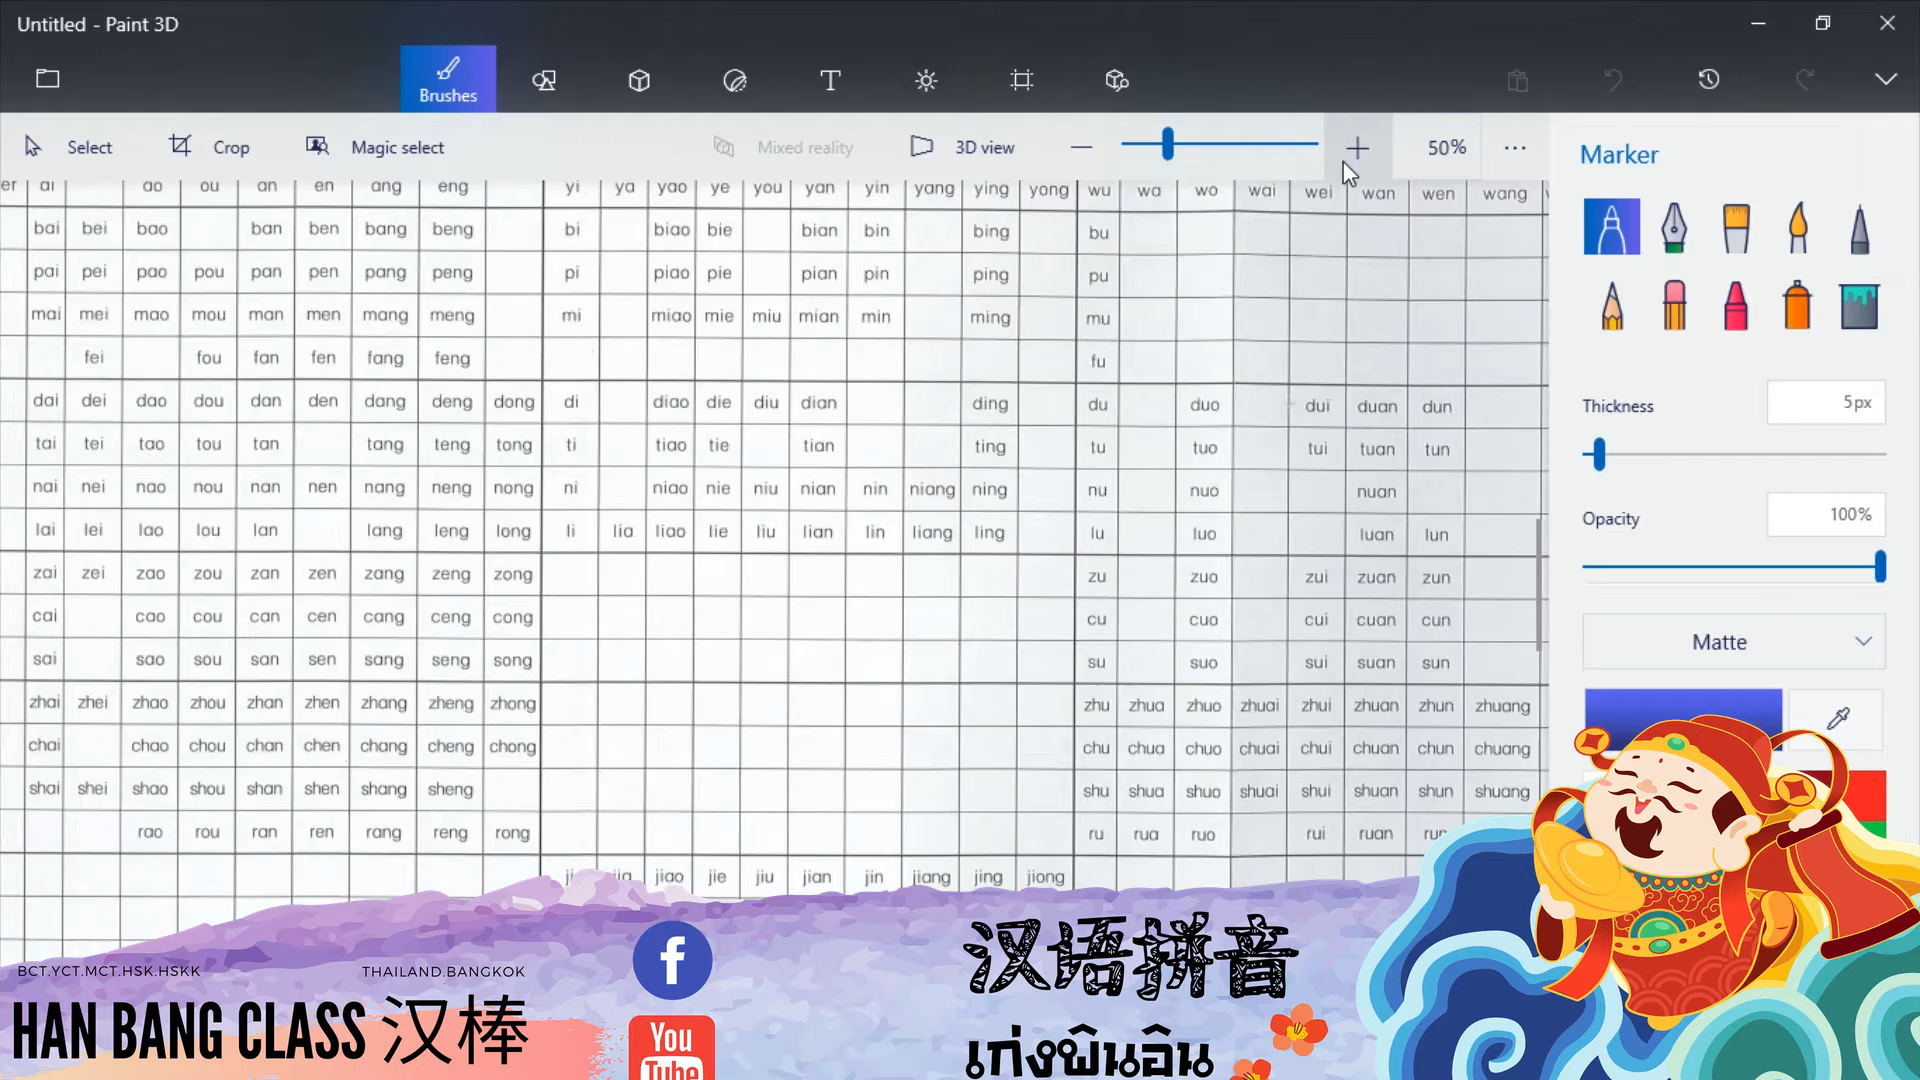 Untitled - Paint 3D
Brushes
Select Crop Magic select Mixed reality 3D view 50% ...
Marker
Thickness 5px
Opacity 100%
Matte
er ai ao ou an en ang eng yi ya yao ye you yan yin yang ying yong wu wa wo wai wei wan wen wang
bai bei bao ban ben bang beng bi biao bie bian bin bing bu
pai pei pao pou pan pen pang peng pi piao pie pian pin ping pu
mai mei mao mou man men mang meng mi miao mie miu mian min ming mu
fei fou fan fen fang feng fu
dai dei dao dou dan den dang deng dong di diao die diu dian ding du duo dui duan dun
tai tei tao tou tan tang teng tong ti tiao tie tian ting tu tuo tui tuan tun
nai nei nao nou nan nen nang neng nong ni niao nie niu nian nin niang ning nu nuo nuan
lai lei lao lou lan lang leng long li lia liao lie liu lian lin liang ling lu luo luan lun
zai zei zao zou zan zen zang zeng zong zu zuo zui zuan zun
cai cao cou can cen cang ceng cong cu cuo cui cuan cun
sai sao sou san sen sang seng song su suo sui suan sun
zhai zhei zhao zhou zhan zhen zhang zheng zhong zhu zhua zhuo zhuai zhui zhuan zhun zhuang
chai chao chou chan chen chang cheng chong chu chua chuo chuai chui chuan chun chuang
shai shei shao shou shan shen shang sheng shu shua shuo shuai shui shuan shun shuang
rao rou ran ren rang reng rong ru rua ruo rui ruan
jiao jie jiu jian jin jiang jing jiong
BCT.YCT.MCT.HSK.HSKK THAILAND.BANGKOK
HAN BANG CLASS 汉棒
f
You
Tube
汉语拼音
เก่งพินอิน